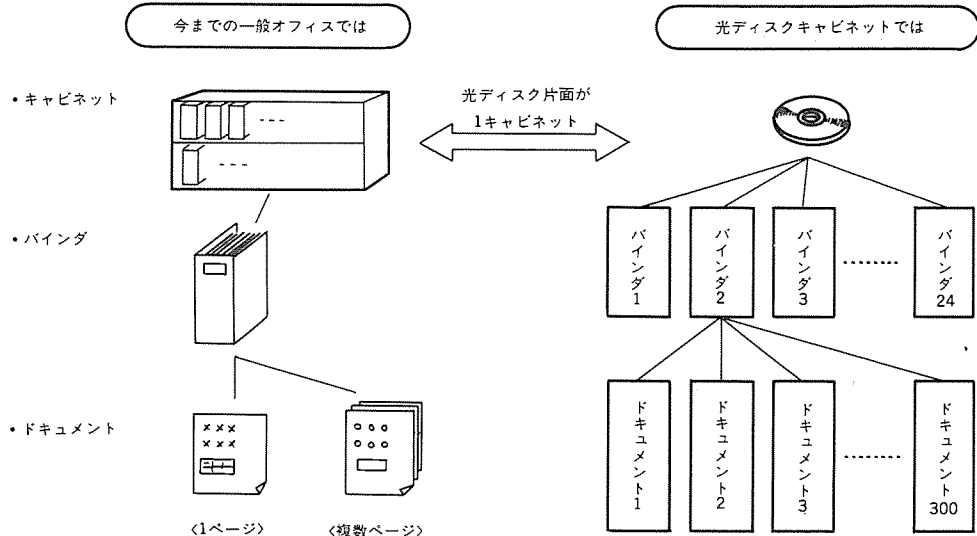 今までの一般オフィスでは
光ディスクキャビネットでは
•キャビネット
光ディスク片面が
1キャビネット
•バインダ
バインダ1
バインダ2
バインダ3
バインダ24
•ドキュメント
×××
×××
○○○
○○○
ドキュメント1
ドキュメント2
ドキュメント3
ドキュメント300
〈1ページ〉
〈複数ページ〉